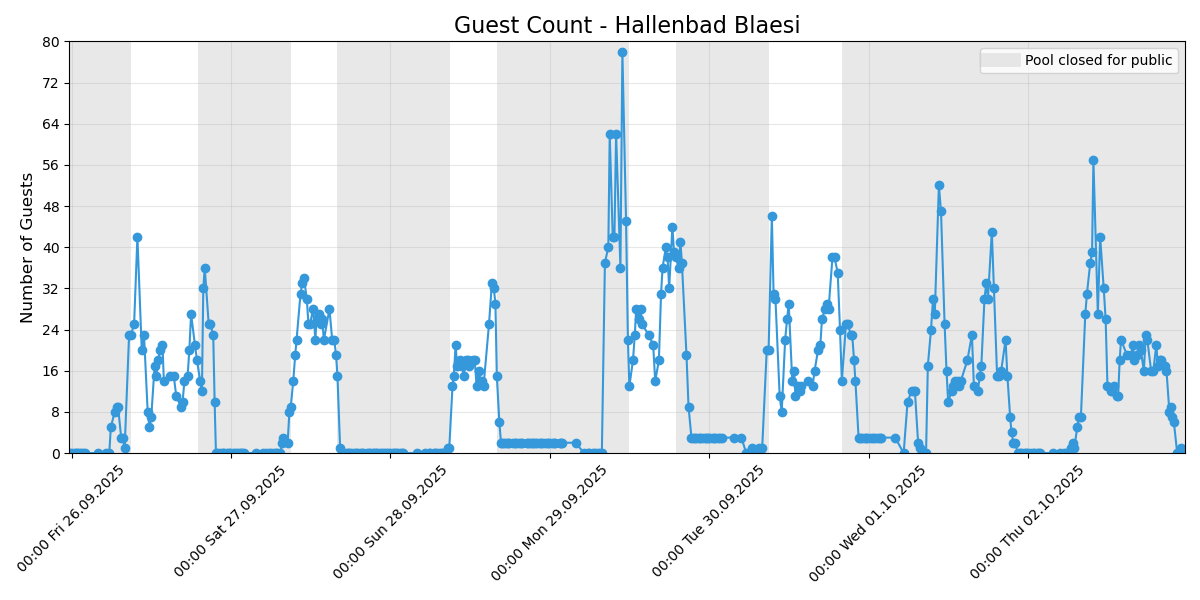 Guest Count - Hallenbad Blaesi
Pool closed for public
Number of Guests
80
72
64
56
48
40
32
24
16
8
0
00:00 Fri 26.09.2025
00:00 Sat 27.09.2025
00:00 Sun 28.09.2025
00:00 Mon 29.09.2025
00:00 Tue 30.09.2025
00:00 Wed 01.10.2025
00:00 Thu 02.10.2025